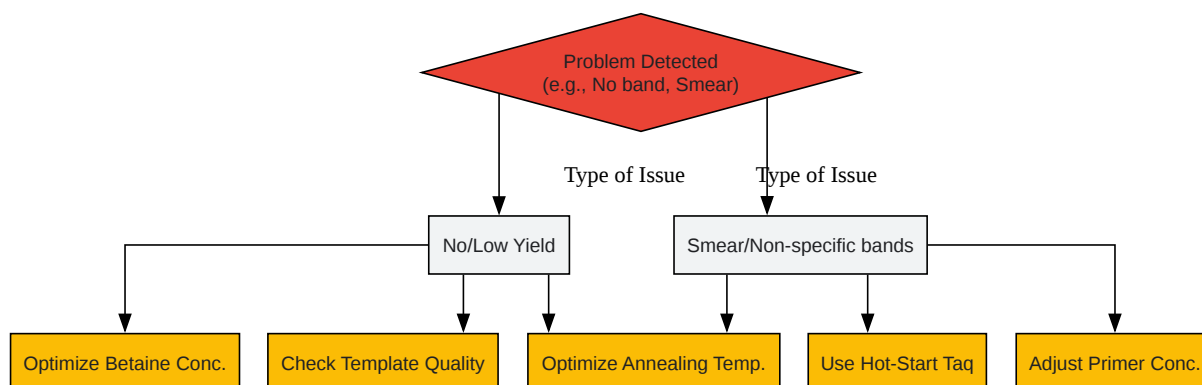 Problem Detected
(e.g., No band, Smear)
Type of Issue
Type of Issue
No/Low Yield
Smear/Non-specific bands
Optimize Betaine Conc.
Check Template Quality
Optimize Annealing Temp.
Use Hot-Start Taq
Adjust Primer Conc.